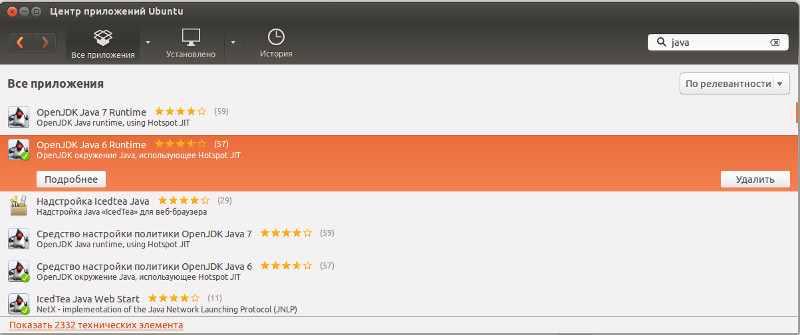 Центр приложений Ubuntu
Все приложения
Установлено
История
java
Все приложения
По релевантности
OpenJDK Java 7 Runtime (59)
OpenJDK Java runtime, using Hotspot JIT
OpenJDK Java 6 Runtime (57)
OpenJDK окружение Java, использующее Hotspot JIT
Подробнее
Удалить
Надстройка Icedtea Java (29)
Надстройка Java «IcedTea» для веб-браузера
Средство настройки политики OpenJDK Java 7 (59)
OpenJDK Java runtime, using Hotspot JIT
Средство настройки политики OpenJDK Java 6 (57)
OpenJDK окружение Java, использующее Hotspot JIT
IcedTea Java Web Start (11)
NetX - implementation of the Java Network Launching Protocol (JNLP)
Показать 2332 технических элемента